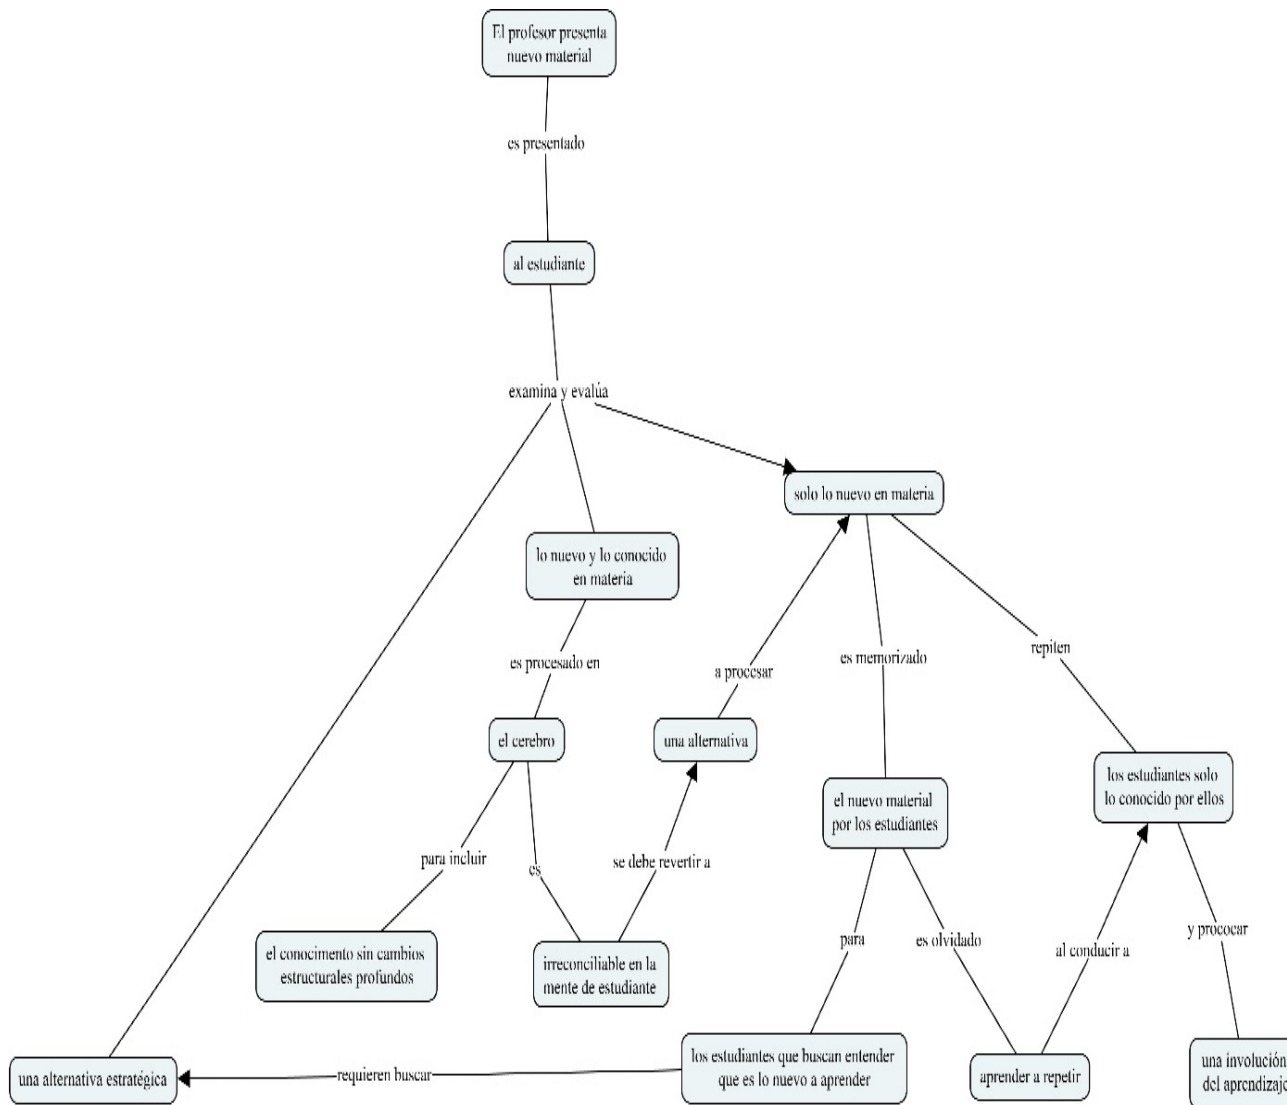 El profesor presenta
nuevo material
es presentado
al estudiante
examina y evalúa
solo lo nuevo en materia
lo nuevo y lo conocido
en materia
repiten
es memorizado
es procesado en
a procesar
el cerebro
una alternativa
los estudiantes solo
lo conocido por ellos
el nuevo material
por los estudiantes
para incluir
es
se debe revertir a
y prococar
para
es olvidado
al conducir a
el conocimiento sin cambios
estructurales profundos
irreconciliable en la
mente de estudiante
los estudiantes que buscan entender
que es lo nuevo a aprender
una involución
del aprendizaje
requieren buscar
aprender a repetir
una alternativa estratégica